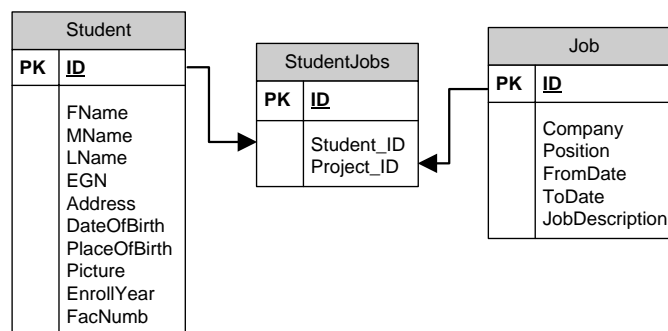 Student
PK ID
FName
MName
LName
EGN
Address
DateOfBirth
PlaceOfBirth
Picture
EnrollYear
FacNumb
StudentJobs
PK ID
Student_ID
Project_ID
Job
PK ID
Company
Position
FromDate
ToDate
JobDescription